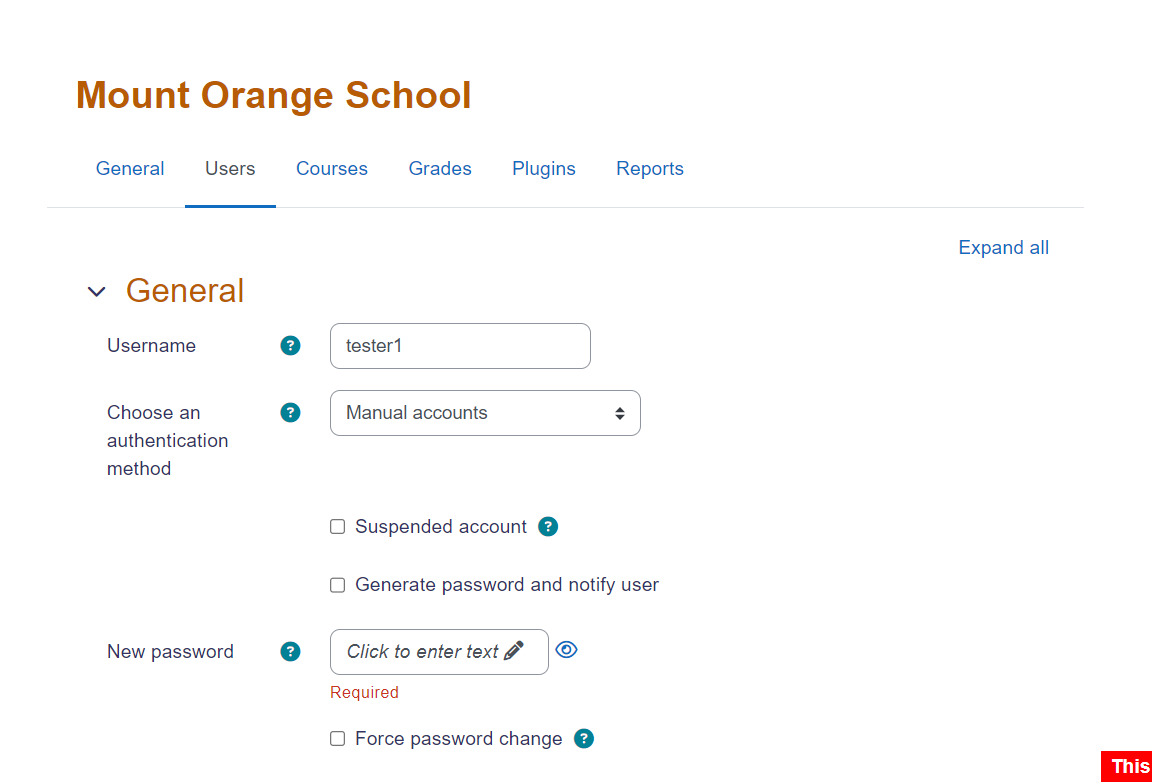 Mount Orange School
General Users Courses Grades Plugins Reports
Expand all
General
Username
tester1
Choose an authentication method
Manual accounts
Suspended account
Generate password and notify user
New password
Click to enter text
Required
Force password change
This